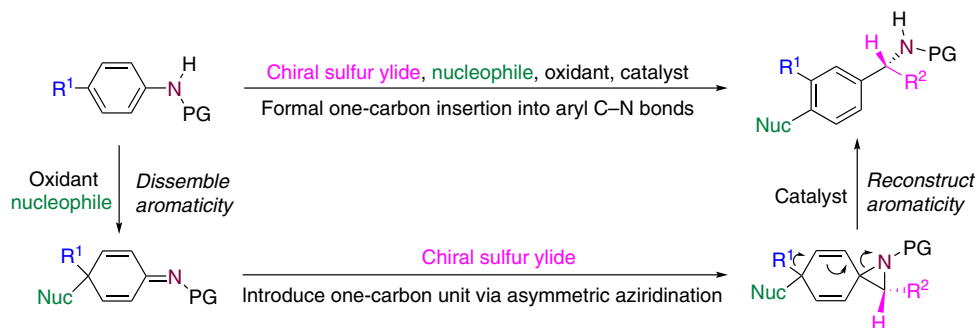 H
R¹
N
PG
Chiral sulfur ylide, nucleophile, oxidant, catalyst
Formal one-carbon insertion into aryl C–N bonds
H
H
N
PG
R¹
R²
Nuc
Oxidant
nucleophile
Dissemble
aromaticity
Catalyst
Reconstruct
aromaticity
R¹
Nuc
N
PG
Chiral sulfur ylide
Introduce one-carbon unit via asymmetric aziridination
R¹
Nuc
PG
N
R²
H